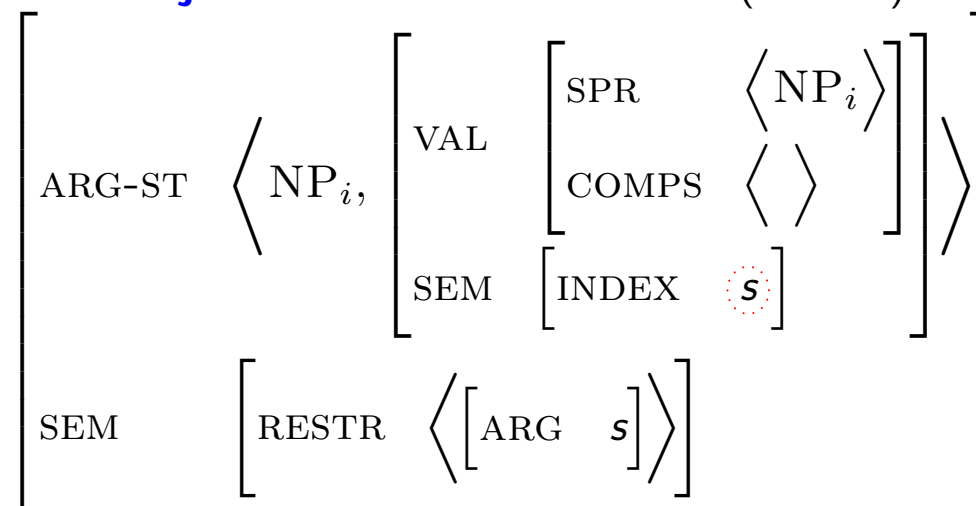 SPR ⟨NP_i⟩
VAL
ARG-ST ⟨NP_i, COMPS ⟨ ⟩⟩
SEM [INDEX s]
SEM [RESTR ⟨[ARG s]⟩]